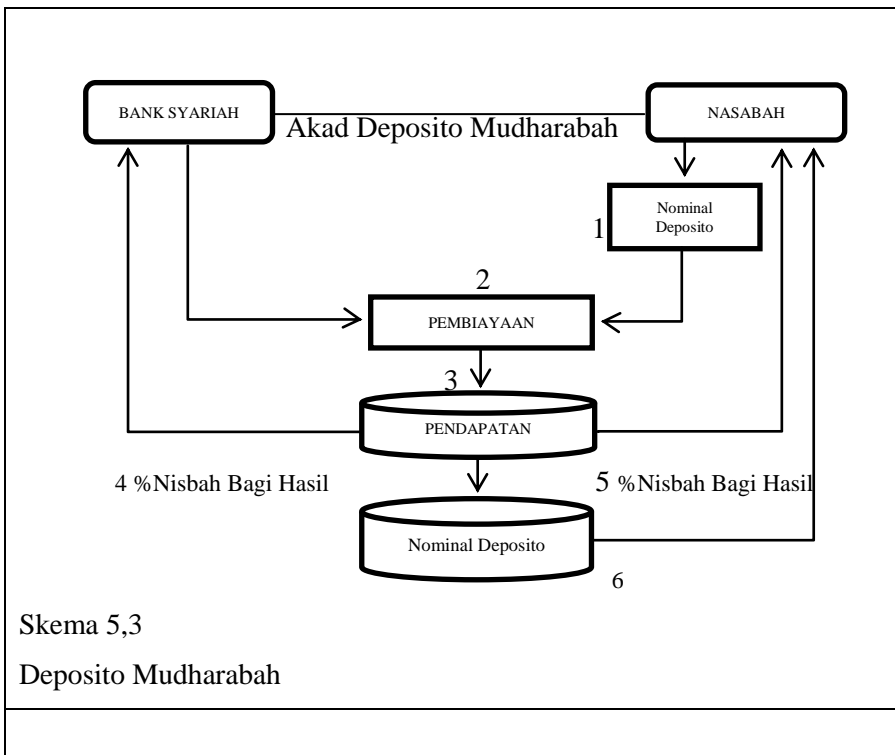 BANK SYARIAH
NASABAH
Akad Deposito Mudharabah
Nominal
Deposito
1
2
PEMBIAYAAN
3
PENDAPATAN
4 %Nisbah Bagi Hasil
5 %Nisbah Bagi Hasil
Nominal Deposito
6
Skema 5,3
Deposito Mudharabah